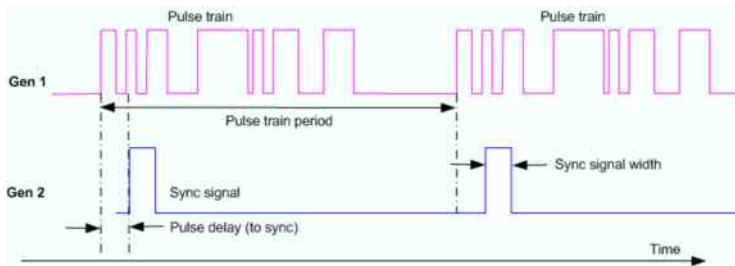 Pulse train
Pulse train
Gen 1
Pulse train period
Gen 2
Sync signal
Sync signal width
Pulse delay (to sync)
Time